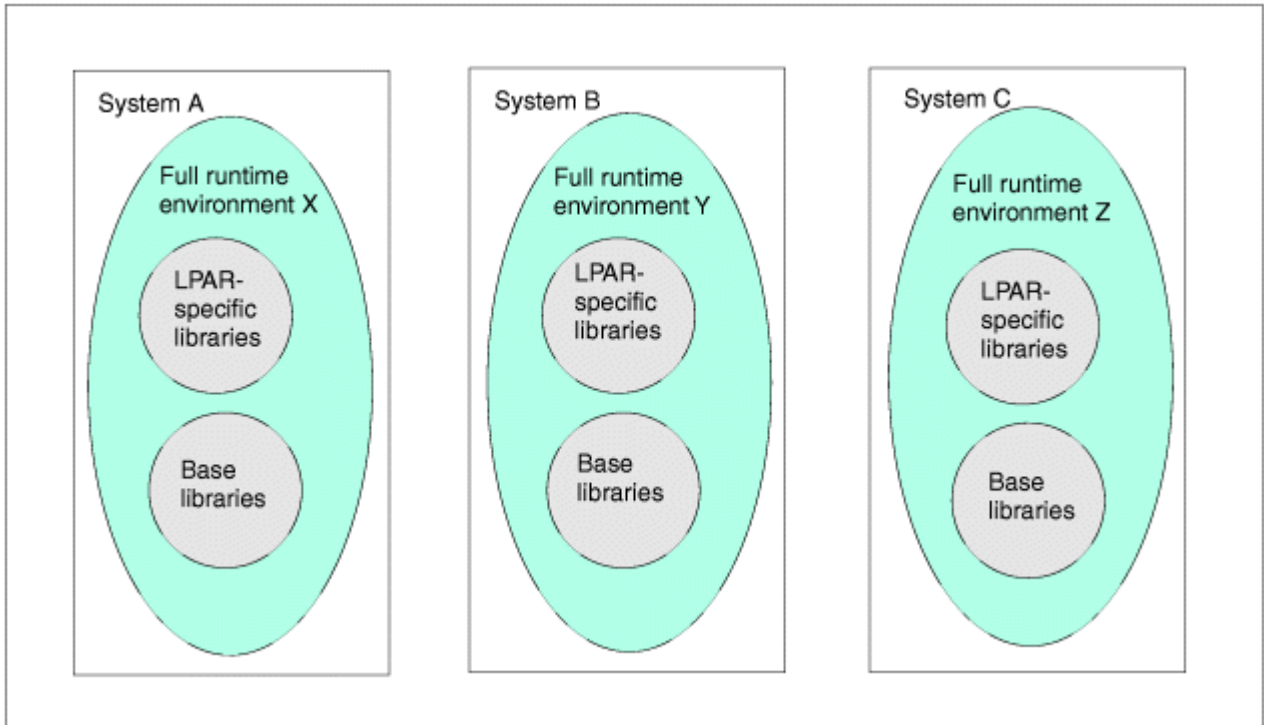 System A
Full runtime
environment X
LPAR-
specific
libraries
Base
libraries
System B
Full runtime
environment Y
LPAR-
specific
libraries
Base
libraries
System C
Full runtime
environment Z
LPAR-
specific
libraries
Base
libraries